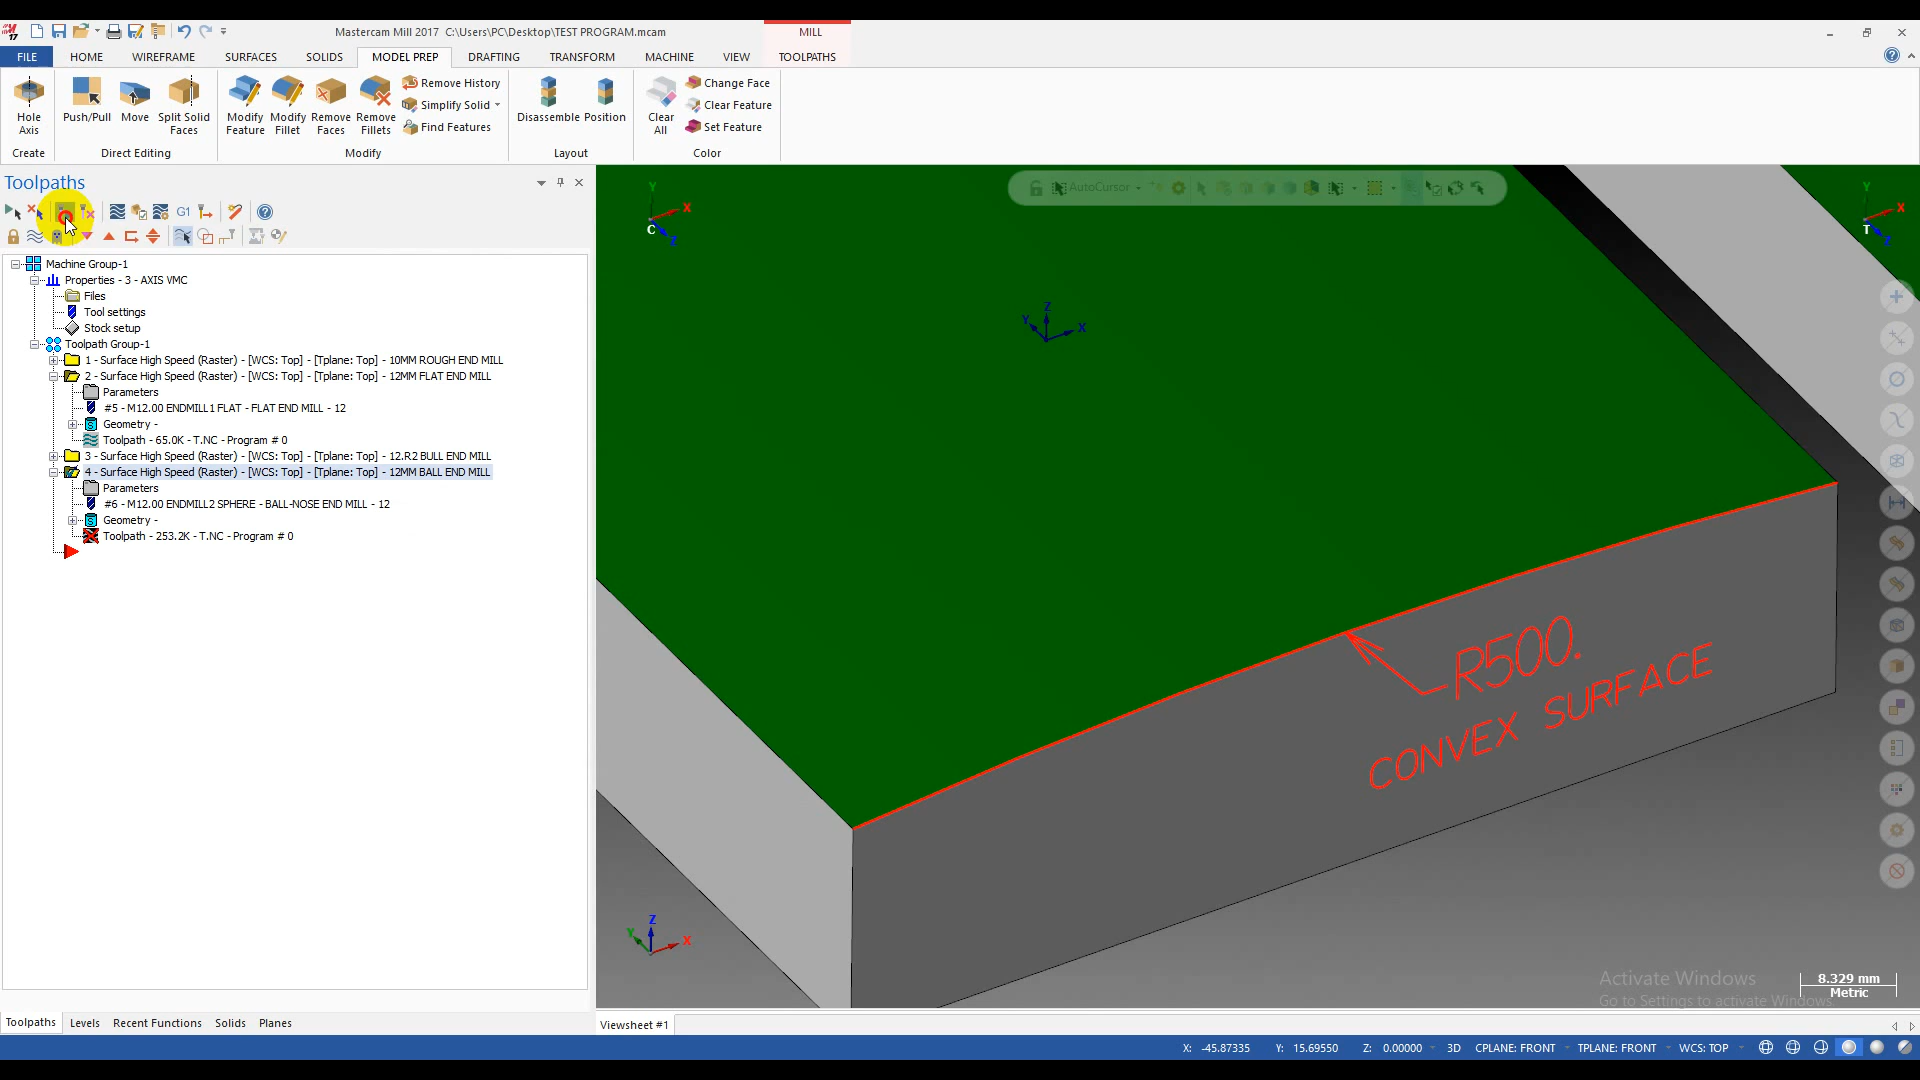 17
Mastercam Mill 2017 C:\Users\PC\Desktop\TEST PROGRAM.mcam
MILL
FILE HOME WIREFRAME SURFACES SOLIDS MODEL PREP DRAFTING TRANSFORM MACHINE VIEW TOOLPATHS
Hole Axis
Push/Pull
Move
Split Solid Faces
Modify Feature
Modify Fillet
Remove Faces
Remove Fillets
Remove History
Simplify Solid
Find Features
Disassemble
Position
Clear All
Change Face
Clear Feature
Set Feature
Create
Direct Editing
Modify
Layout
Color
Toolpaths
G1
AutoCursor
Machine Group-1
Properties - 3 - AXIS VMC
Files
Tool settings
Stock setup
Toolpath Group-1
1 - Surface High Speed (Raster) - [WCS: Top] - [Tplane: Top] - 10MM ROUGH END MILL
2 - Surface High Speed (Raster) - [WCS: Top] - [Tplane: Top] - 12MM FLAT END MILL
Parameters
#5 - M12.00 ENDMILL1 FLAT - FLAT END MILL - 12
Geometry -
Toolpath - 65.0K - T.NC - Program # 0
3 - Surface High Speed (Raster) - [WCS: Top] - [Tplane: Top] - 12.R2 BULL END MILL
4 - Surface High Speed (Raster) - [WCS: Top] - [Tplane: Top] - 12MM BALL END MILL
Parameters
#6 - M12.00 ENDMILL2 SPHERE - BALL-NOSE END MILL - 12
Geometry -
Toolpath - 253.2K - T.NC - Program # 0
Y
X
Z
C
Z
Y
X
Y
X
Z
T
R500.
CONVEX SURFACE
Z
Y
X
Activate Windows
Go to Settings to activate Windows.
8.329 mm
Metric
Toolpaths Levels Recent Functions Solids Planes
Viewsheet #1
X: -45.87335 Y: 15.69550 Z: 0.00000 3D CPLANE: FRONT TPLANE: FRONT WCS: TOP